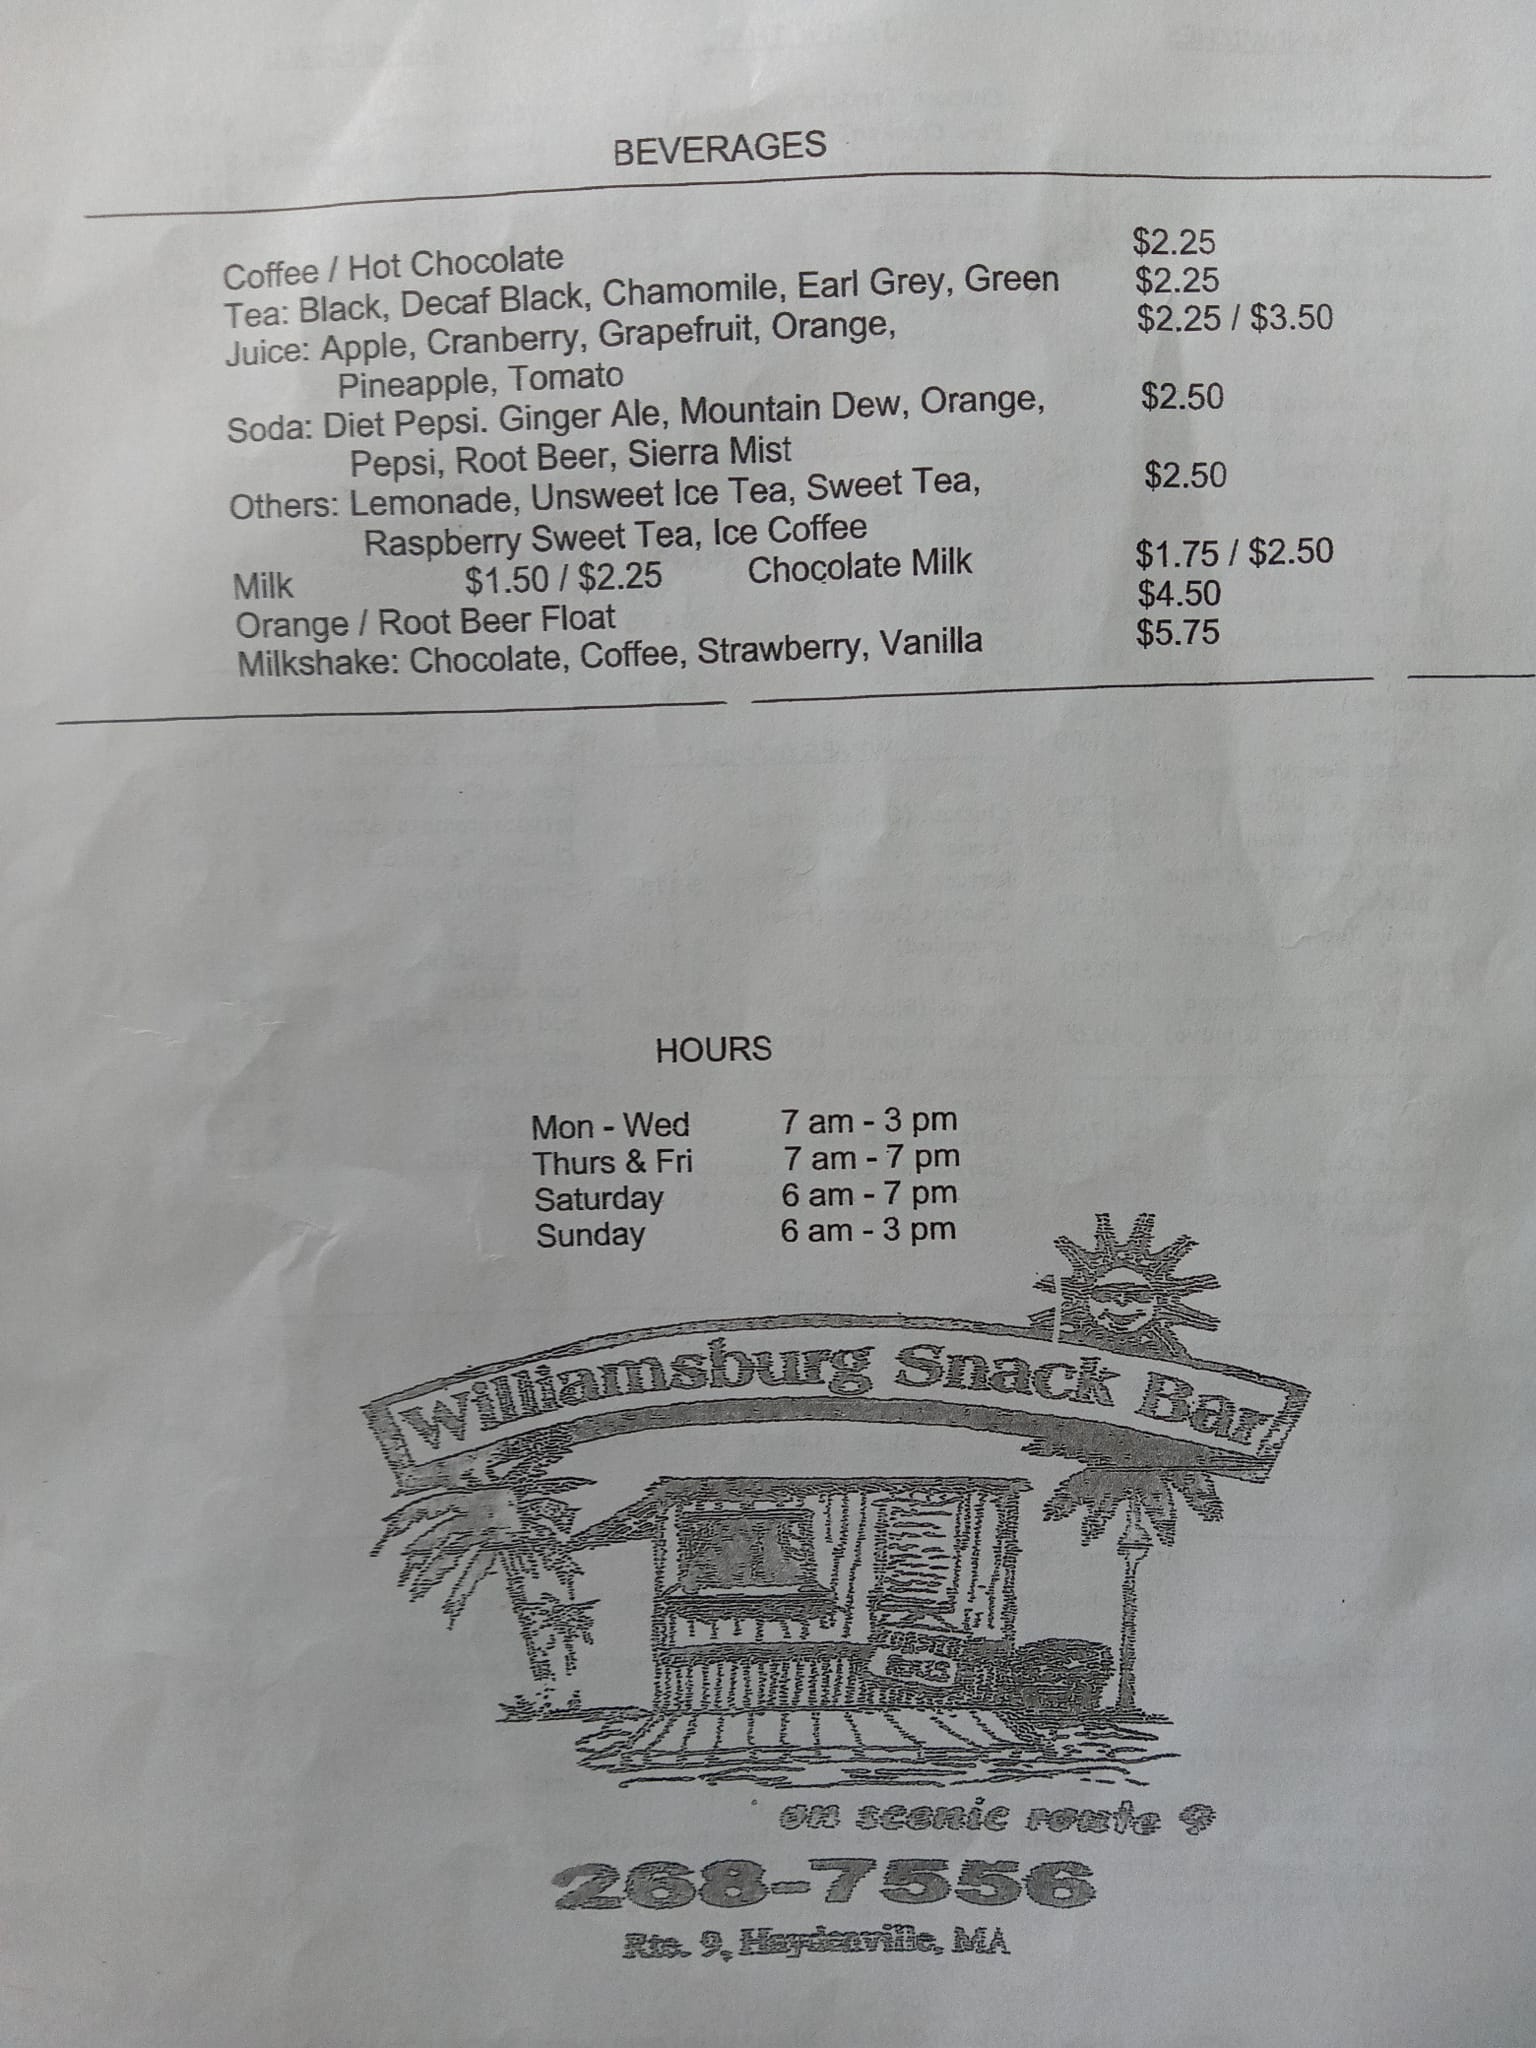 BEVERAGES
Coffee / Hot Chocolate $2.25
Tea: Black, Decaf Black, Chamomile, Earl Grey, Green $2.25
Juice: Apple, Cranberry, Grapefruit, Orange, $2.25 / $3.50
Pineapple, Tomato
Soda: Diet Pepsi. Ginger Ale, Mountain Dew, Orange, $2.50
Pepsi, Root Beer, Sierra Mist
Others: Lemonade, Unsweet Ice Tea, Sweet Tea, $2.50
Raspberry Sweet Tea, Ice Coffee
Milk $1.50 / $2.25 Chocolate Milk $1.75 / $2.50
Orange / Root Beer Float $4.50
Milkshake: Chocolate, Coffee, Strawberry, Vanilla $5.75
HOURS
Mon - Wed 7 am - 3 pm
Thurs & Fri 7 am - 7 pm
Saturday 6 am - 7 pm
Sunday 6 am - 3 pm
Williamsburg Snack Bar
on scenic route 9
268-7556
Rte. 9, Haydenville, MA